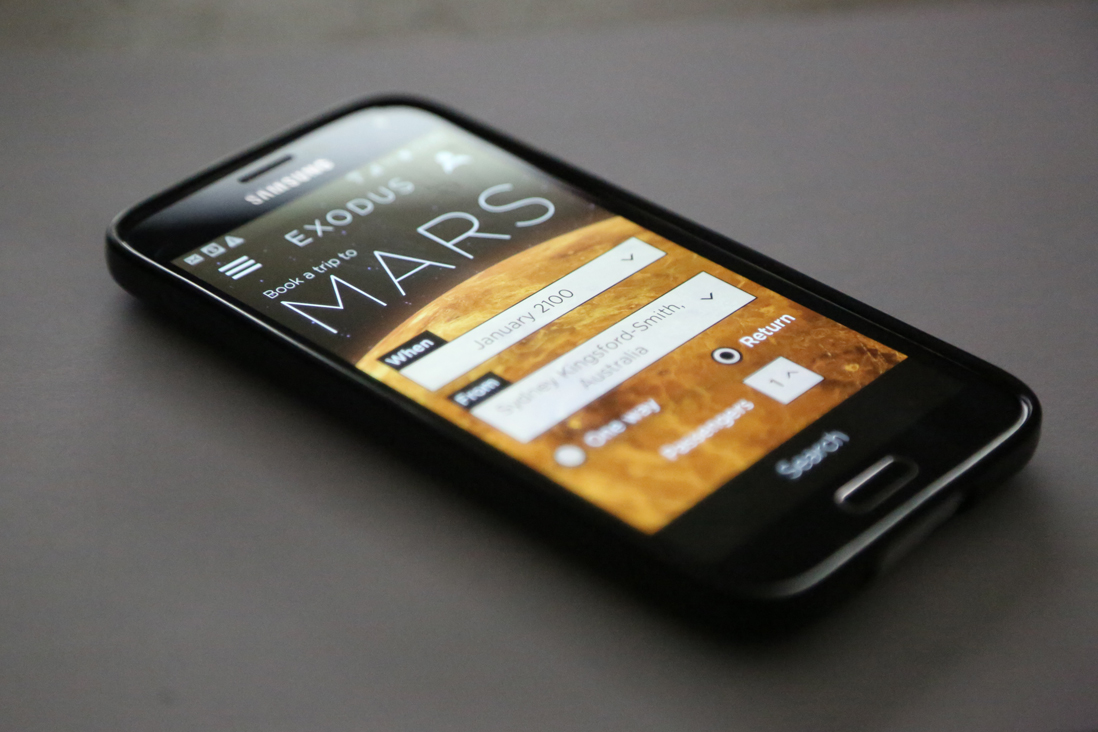 SAMSUNG
EXODUS
Book a trip to
MARS
When
January 2100
From
Sydney Kingsford-Smith,
Australia
One way
Return
Passengers
1
Search